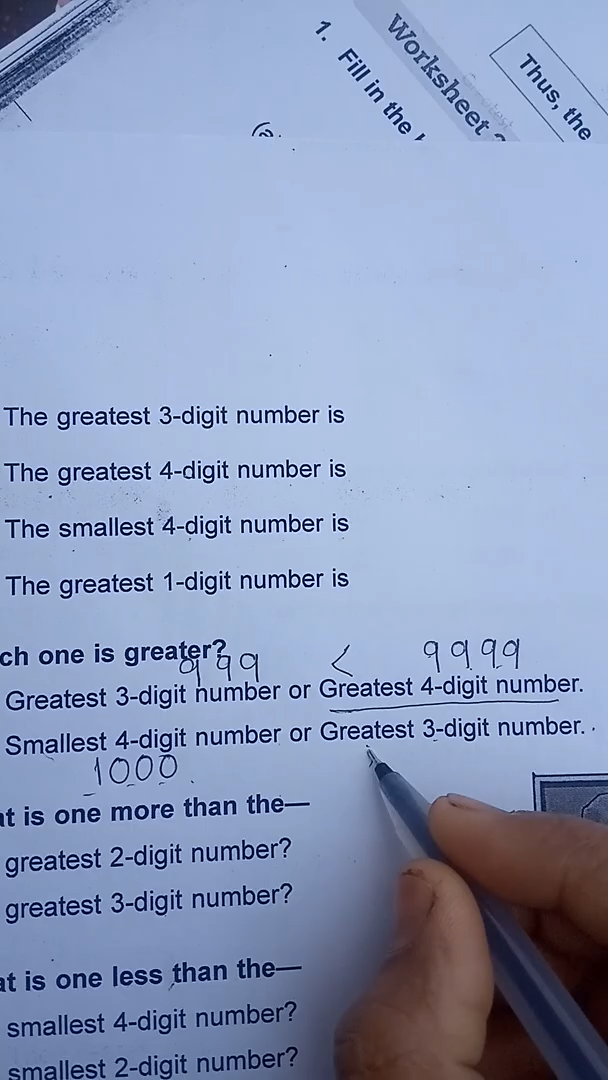 Thus, the
Worksheet
1. Fill in the
The greatest 3-digit number is
The greatest 4-digit number is
The smallest 4-digit number is
The greatest 1-digit number is
ch one is greater?
999 < 9999
Greatest 3-digit number or Greatest 4-digit number.
Smallest 4-digit number or Greatest 3-digit number.
1000
at is one more than the—
greatest 2-digit number?
greatest 3-digit number?
at is one less than the—
smallest 4-digit number?
smallest 2-digit number?